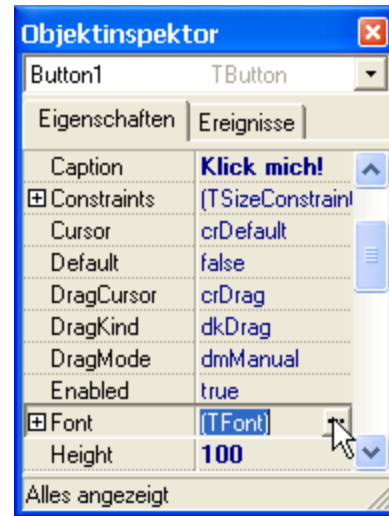 Objektinspektor
Button1 TButton
Eigenschaften Ereignisse
Caption Klick mich!
Constraints (TSizeConstraint
Cursor crDefault
Default false
DragCursor crDrag
DragKind dkDrag
DragMode dmManual
Enabled true
Font (TFont)
Height 100
Alles angezeigt